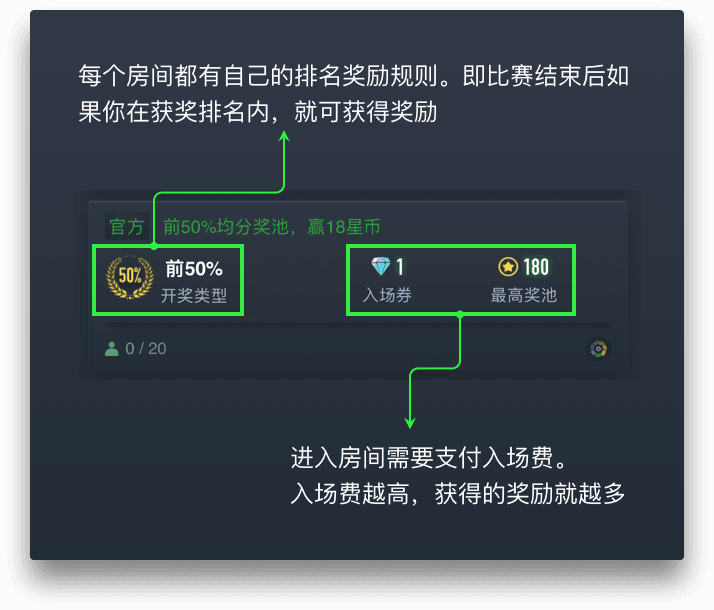 每个房间都有自己的排名奖励规则。即比赛结束后如
果你在获奖排名内，就可获得奖励
官方 前50%均分奖池，赢18星币
50% 前50% 1 180
开奖类型 入场券 最高奖池
0 / 20
进入房间需要支付入场费。
入场费越高，获得的奖励就越多